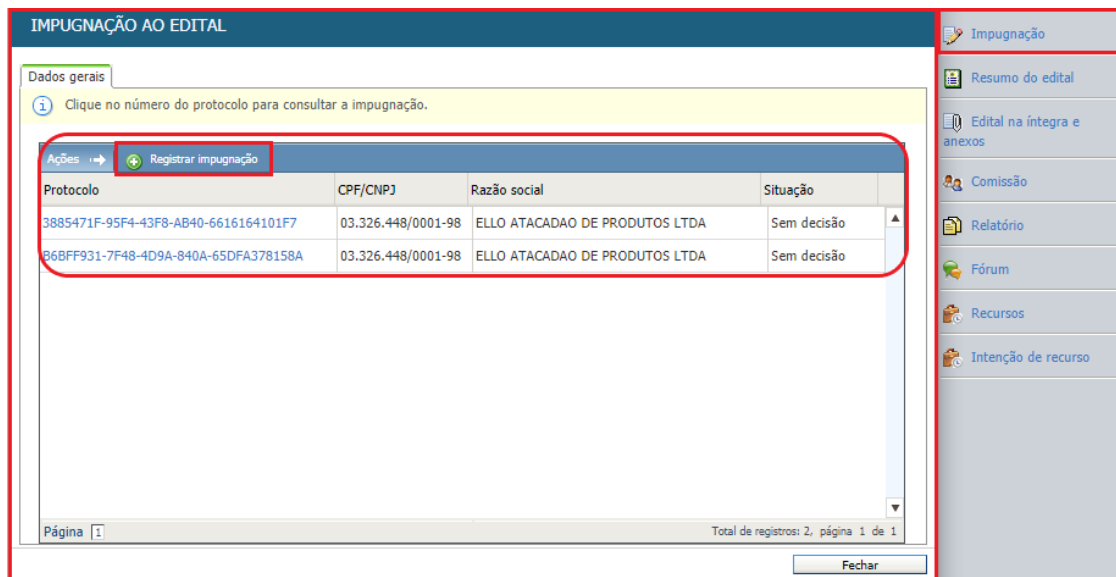 IMPUGNAÇÃO AO EDITAL
Dados gerais
Clique no número do protocolo para consultar a impugnação.
Ações Registrar impugnação
Protocolo CPF/CNPJ Razão social Situação
3885471F-95F4-43F8-AB40-6616164101F7 03.326.448/0001-98 ELLO ATACADAO DE PRODUTOS LTDA Sem decisão
B6BFF931-7F48-4D9A-840A-65DFA378158A 03.326.448/0001-98 ELLO ATACADAO DE PRODUTOS LTDA Sem decisão
Página 1 Total de registros: 2, página 1 de 1
Fechar
Impugnação
Resumo do edital
Edital na íntegra e
anexos
Comissão
Relatório
Fórum
Recursos
Intenção de recurso